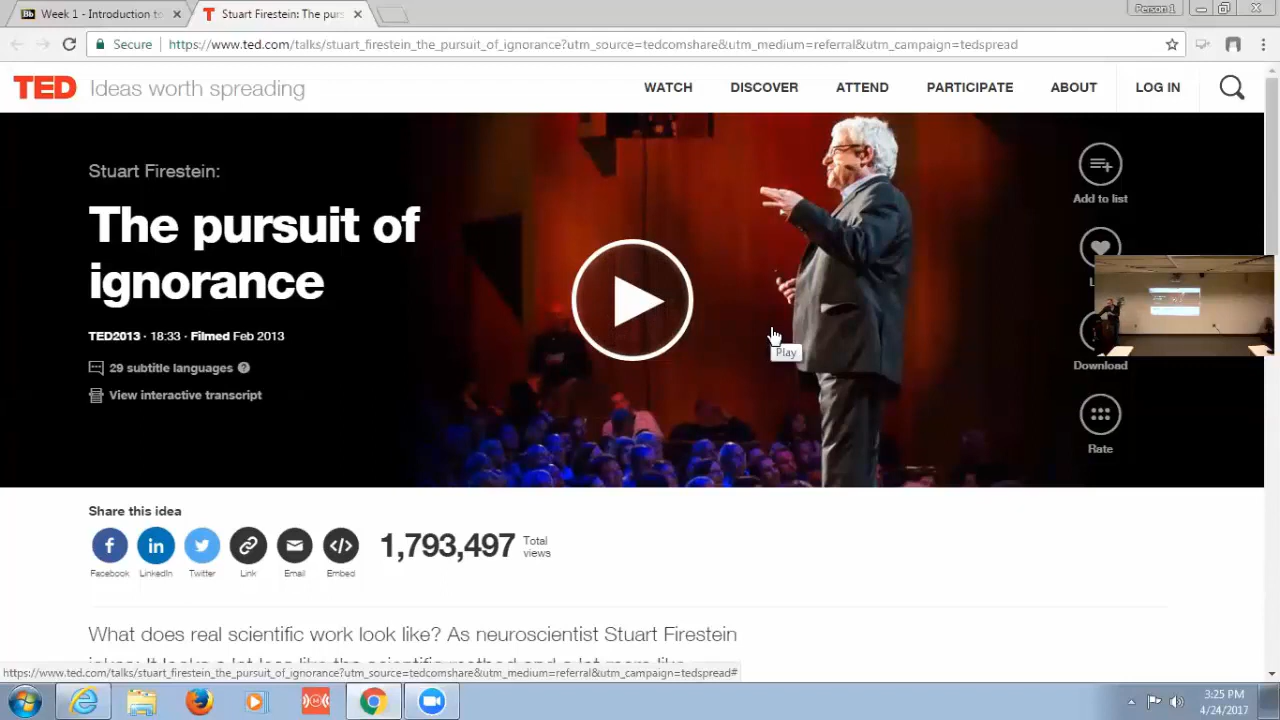 Week 1 - Introduction to
Stuart Firestein: The pur
Person 1
Secure
https://www.ted.com/talks/stuart_firestein_the_pursuit_of_ignorance?utm_source=tedcomshare&utm_medium=referral&utm_campaign=tedspread
TED Ideas worth spreading
WATCH DISCOVER ATTEND PARTICIPATE ABOUT LOG IN
Stuart Firestein:
The pursuit of
ignorance
TED2013 · 18:33 · Filmed Feb 2013
29 subtitle languages ?
View interactive transcript
Play
Add to list
Download
Rate
Share this idea
Facebook LinkedIn Twitter Link Email Embed
1,793,497 Total
views
What does real scientific work look like? As neuroscientist Stuart Firestein
https://www.ted.com/talks/stuart_firestein_the_pursuit_of_ignorance?utm_source=tedcomshare&utm_medium=referral&utm_campaign=tedspread#
3:25 PM
4/24/2017